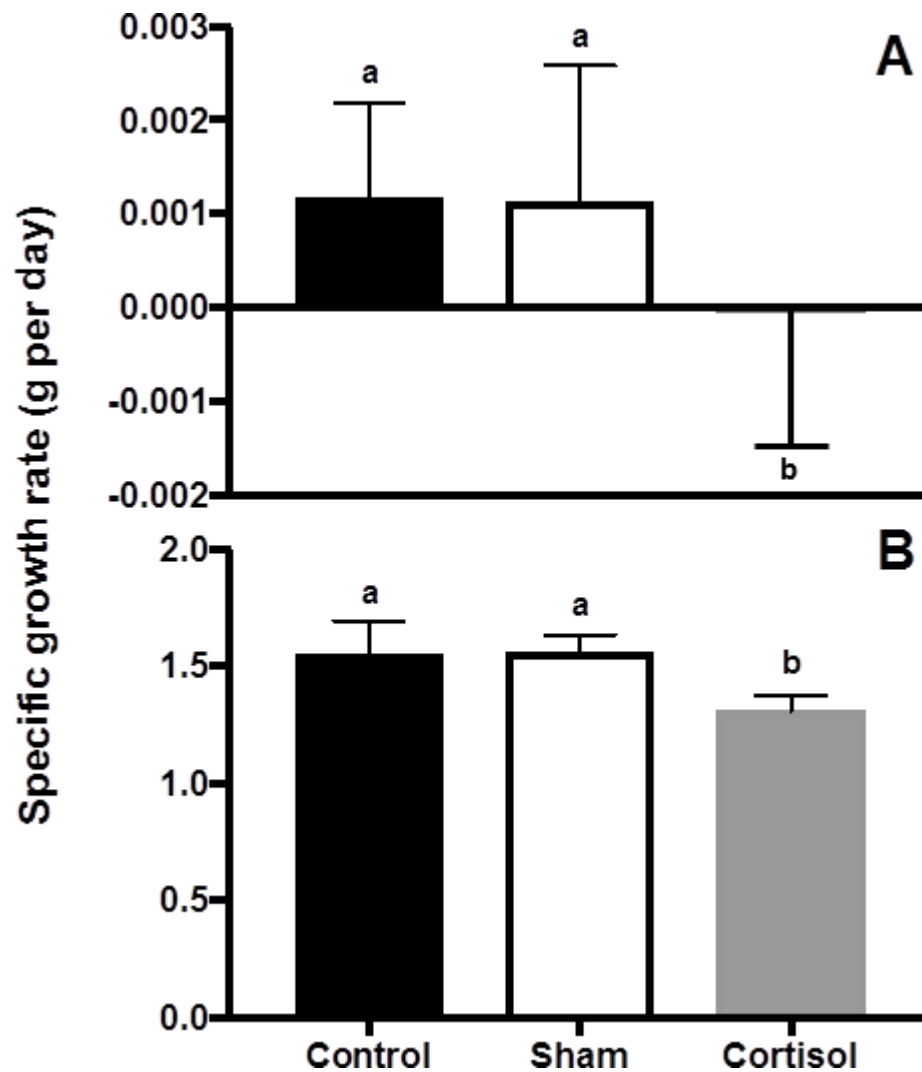 Specific growth rate (g per day)
A
0.003
0.002
0.001
0.000
-0.001
-0.002
a
a
b
B
2.0
1.5
1.0
0.5
0.0
a
a
b
Control Sham Cortisol